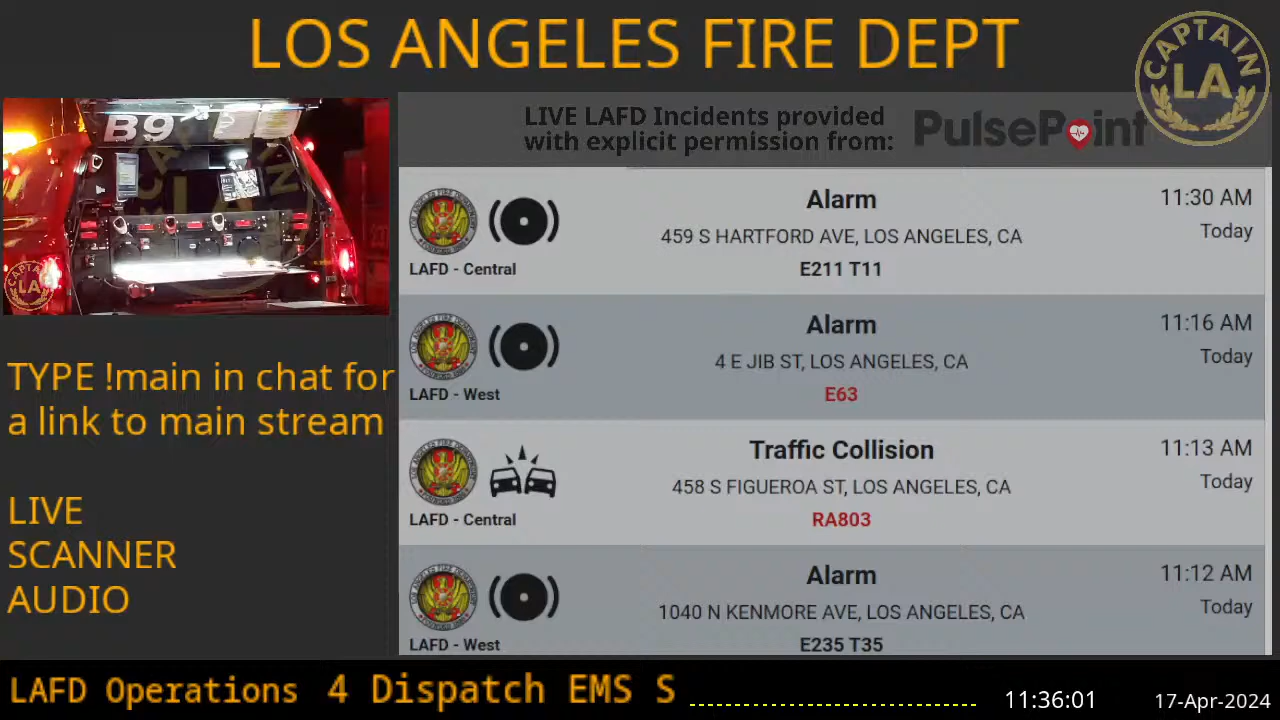 LOS ANGELES FIRE DEPT
CAPTAIN
LA
B9
LIVE LAFD Incidents provided
with explicit permission from:
PulsePoint
Alarm
11:30 AM
459 S HARTFORD AVE, LOS ANGELES, CA
Today
LAFD - Central
E211 T11
Alarm
11:16 AM
4 E JIB ST, LOS ANGELES, CA
Today
LAFD - West
E63
Traffic Collision
11:13 AM
458 S FIGUEROA ST, LOS ANGELES, CA
Today
LAFD - Central
RA803
Alarm
11:12 AM
1040 N KENMORE AVE, LOS ANGELES, CA
Today
LAFD - West
E235 T35
TYPE !main in chat for
a link to main stream
LIVE
SCANNER
AUDIO
LAFD Operations 4 Dispatch EMS S
11:36:01
17-Apr-2024